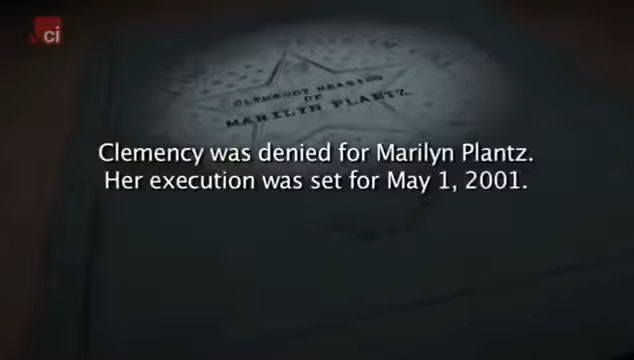 ci
CLEMENCY HEARING
OF
MARILYN PLANTZ
Clemency was denied for Marilyn Plantz.
Her execution was set for May 1, 2001.